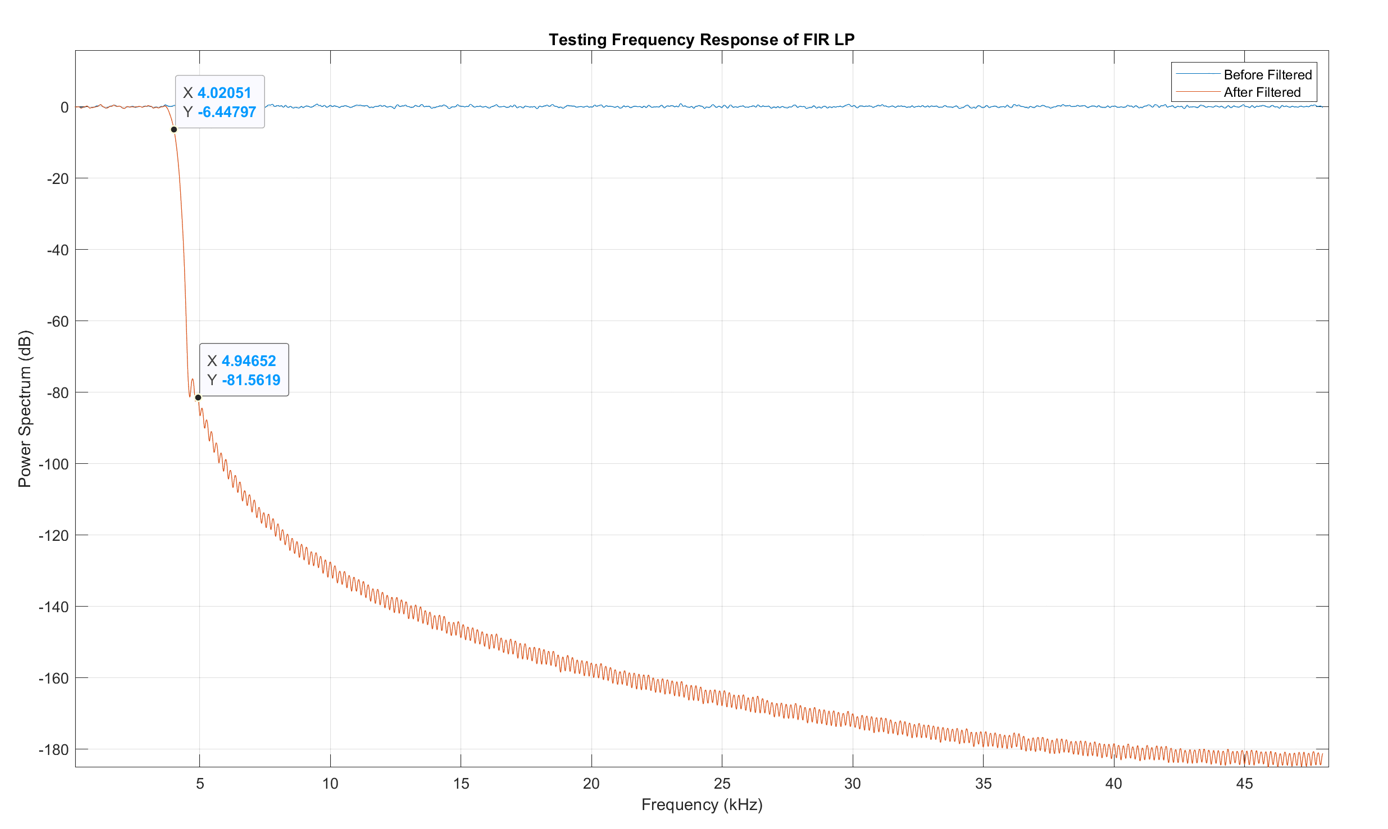 Testing Frequency Response of FIR LP
Before Filtered
After Filtered
X 4.02051
Y -6.44797
X 4.94652
Y -81.5619
Power Spectrum (dB)
0
-20
-40
-60
-80
-100
-120
-140
-160
-180
5 10 15 20 25 30 35 40 45
Frequency (kHz)